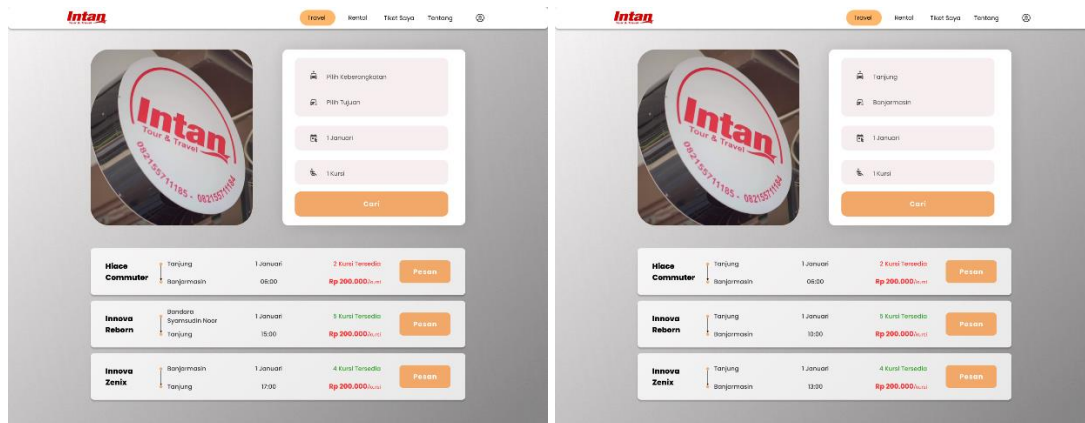 Intan
Tour & Travel
Travel Rental Tiket Saya Tentang
Intan
Tour & Travel
082155711185 -
Pilih Keberangkatan
Pilih Tujuan
1 Januari
1 Kursi
Cari
Hiace Commuter
Tanjung
Banjarmasin
1 Januari
06:00
2 Kursi Tersedia
Rp 200.000/kursi
Pesan
Innova Reborn
Bandara Syamsudin Noor
Tanjung
1 Januari
15:00
5 Kursi Tersedia
Rp 200.000/kursi
Pesan
Innova Zenix
Banjarmasin
Tanjung
1 Januari
17:00
4 Kursi Tersedia
Rp 200.000/kursi
Pesan
Intan
Tour & Travel
Travel Rental Tiket Saya Tentang
Intan
Tour & Travel
082155711185 -
Tanjung
Banjarmasin
1 Januari
1 Kursi
Cari
Hiace Commuter
Tanjung
Banjarmasin
1 Januari
06:00
2 Kursi Tersedia
Rp 200.000/kursi
Pesan
Innova Reborn
Tanjung
Banjarmasin
1 Januari
5 Kursi Tersedia
Rp 200.000/kursi
Pesan
Innova Zenix
Tanjung
Banjarmasin
1 Januari
13:00
4 Kursi Tersedia
Rp 200.000/kursi
Pesan